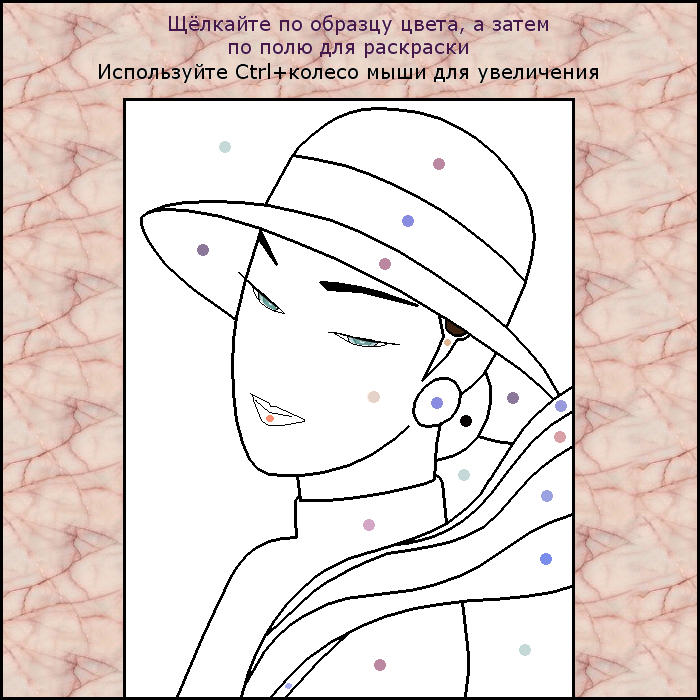 Щёлкайте по образцу цвета, а затем
по полю для раскраски
Используйте Ctrl+колесо мыши для увеличения